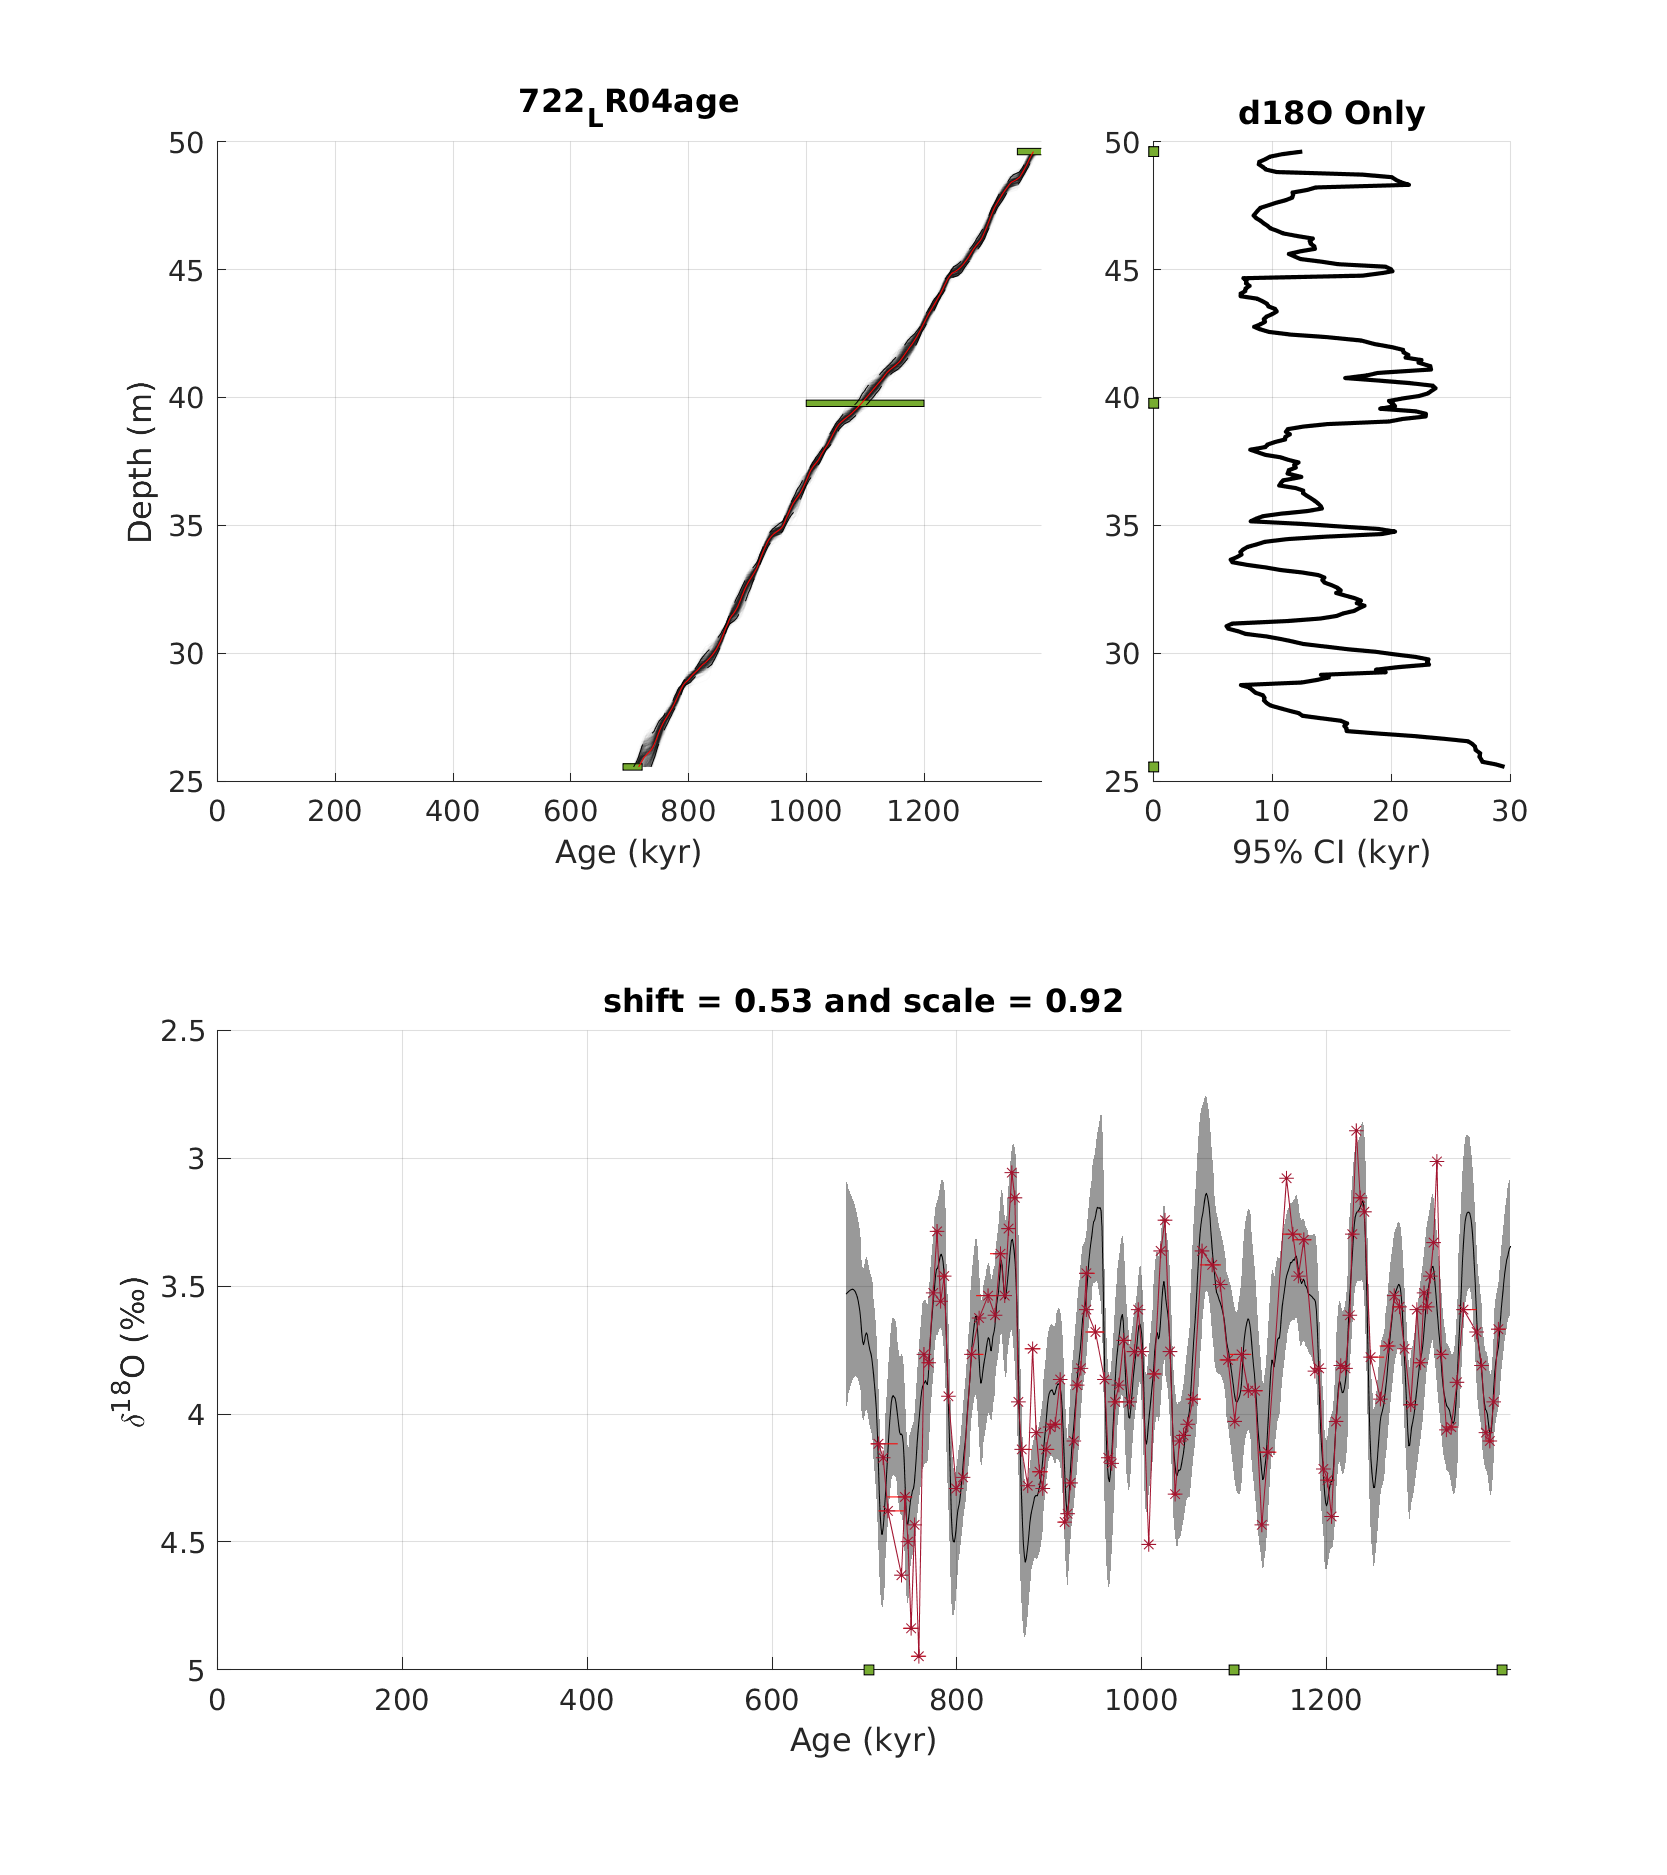 722LR04age
d18O Only
50
45
40
35
30
25
Depth (m)
0 200 400 600 800 1000 1200
Age (kyr)
50
45
40
35
30
25
0 10 20 30
95% CI (kyr)
shift = 0.53 and scale = 0.92
2.5
3
3.5
4
4.5
5
δ18O (‰)
0 200 400 600 800 1000 1200
Age (kyr)